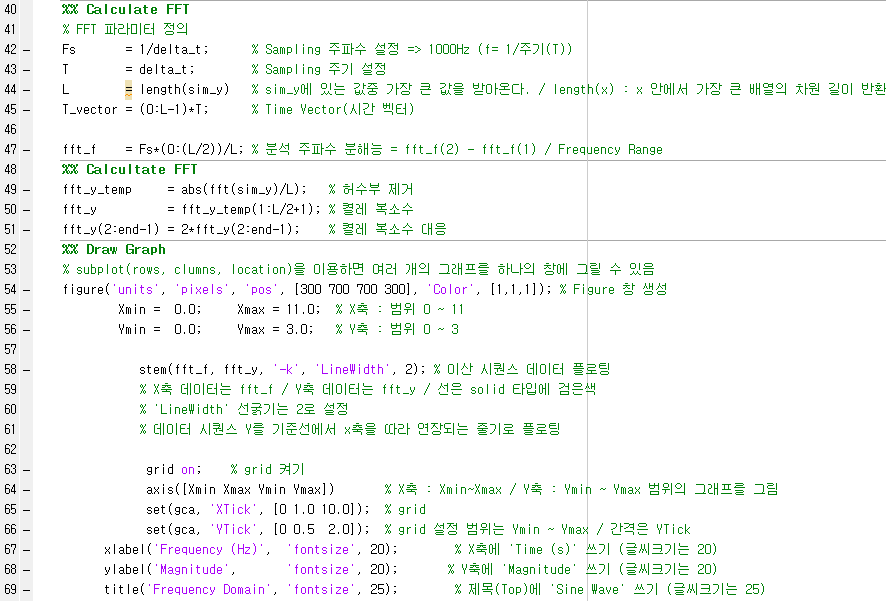 40 %% Calculate FFT
41 % FFT 파라미터 정의
42 – Fs = 1/delta_t; % Sampling 주파수 설정 => 1000Hz (f= 1/주기(T))
43 – T = delta_t; % Sampling 주기 설정
44 – L = length(sim_y) % sim_y에 있는 값중 가장 큰 값을 받아온다. / length(x) : x 안에서 가장 큰 배열의 차원 길이 반환
45 – T_vector = (0:L-1)*T; % Time Vector(시간 벡터)
46
47 – fft_f = Fs*(0:(L/2))/L; % 분석 주파수 분해능 = fft_f(2) - fft_f(1) / Frequency Range
48 %% Calcultate FFT
49 – fft_y_temp = abs(fft(sim_y)/L); % 허수부 제거
50 – fft_y = fft_y_temp(1:L/2+1); % 켤레 복소수
51 – fft_y(2:end-1) = 2*fft_y(2:end-1); % 켤레 복소수 대응
52 %% Draw Graph
53 % subplot(rows, clumns, location)을 이용하면 여러 개의 그래프를 하나의 창에 그릴 수 있음
54 – figure('units', 'pixels', 'pos', [300 700 700 300], 'Color', [1,1,1]); % Figure 창 생성
55 – Xmin = 0.0; Xmax = 11.0; % X축 : 범위 0 ~ 11
56 – Ymin = 0.0; Ymax = 3.0; % Y축 : 범위 0 ~ 3
57
58 – stem(fft_f, fft_y, '-k', 'LineWidth', 2); % 이산 시퀀스 데이터 플로팅
59 % X축 데이터는 fft_f / Y축 데이터는 fft_y / 선은 solid 타입에 검은색
60 % 'LineWidth' 선굵기는 2로 설정
61 % 데이터 시퀀스 Y를 기준선에서 x축을 따라 연장되는 줄기로 플로팅
62
63 – grid on; % grid 켜기
64 – axis([Xmin Xmax Ymin Ymax]) % X축 : Xmin~Xmax / Y축 : Ymin ~ Ymax 범위의 그래프를 그림
65 – set(gca, 'XTick', [0 1.0 10.0]); % grid
66 – set(gca, 'YTick', [0 0.5 2.0]); % grid 설정 범위는 Ymin ~ Ymax / 간격은 YTick
67 – xlabel('Frequency (Hz)', 'fontsize', 20); % X축에 'Time (s)' 쓰기 (글씨크기는 20)
68 – ylabel('Magnitude', 'fontsize', 20); % Y축에 'Magnitude' 쓰기 (글씨크기는 20)
69 – title('Frequency Domain', 'fontsize', 25); % 제목(Top)에 'Sine Wave' 쓰기 (글씨크기는 25)